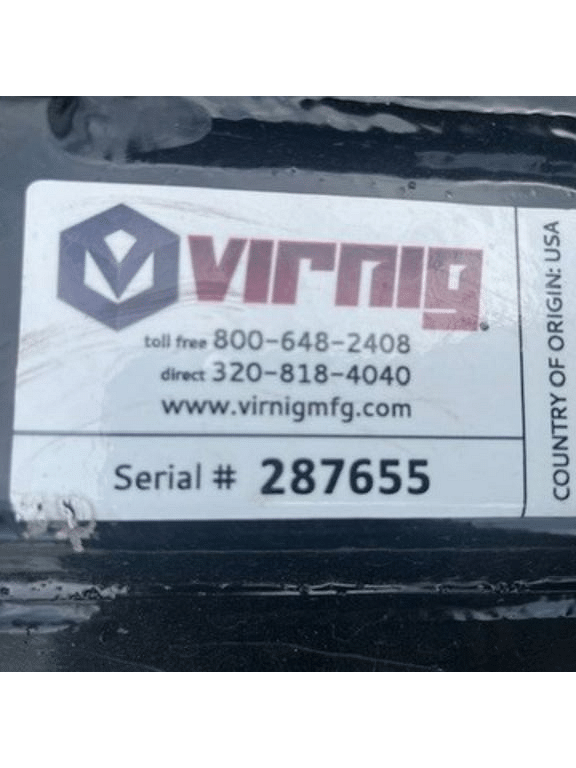 virnig
toll free 800-648-2408
direct 320-818-4040
www.virnigmfg.com
Serial # 287655
COUNTRY OF ORIGIN: USA